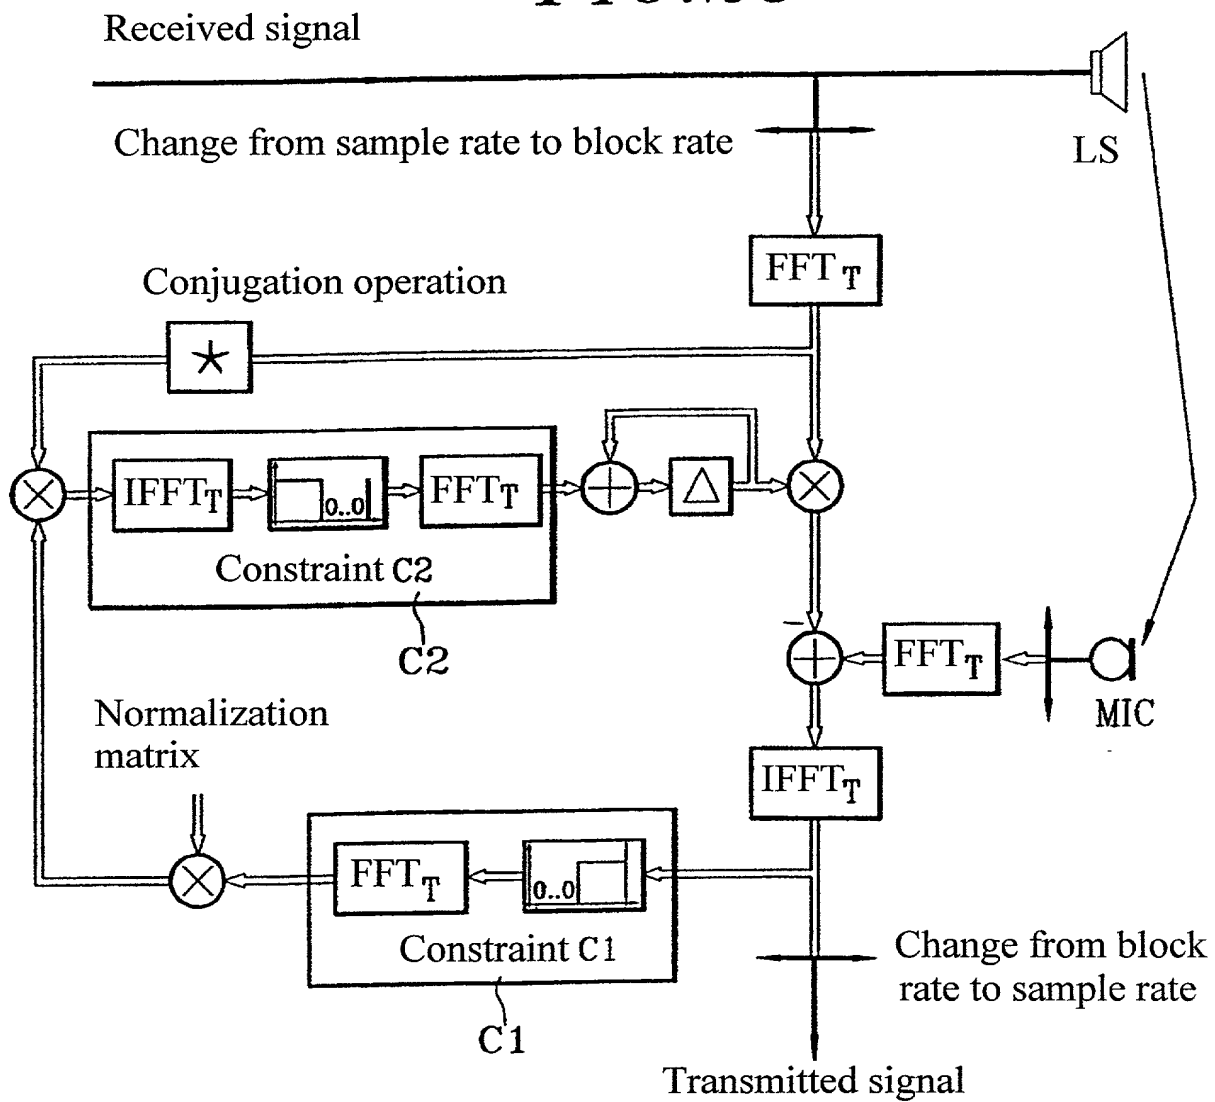 Received signal
Change from sample rate to block rate
LS
FFT T
Conjugation operation
IFFTT
0..0
FFTT
Constraint C2
C2
FFTT
MIC
Normalization
matrix
IFFTT
FFTT
0..0
Constraint C1
C1
Change from block
rate to sample rate
Transmitted signal